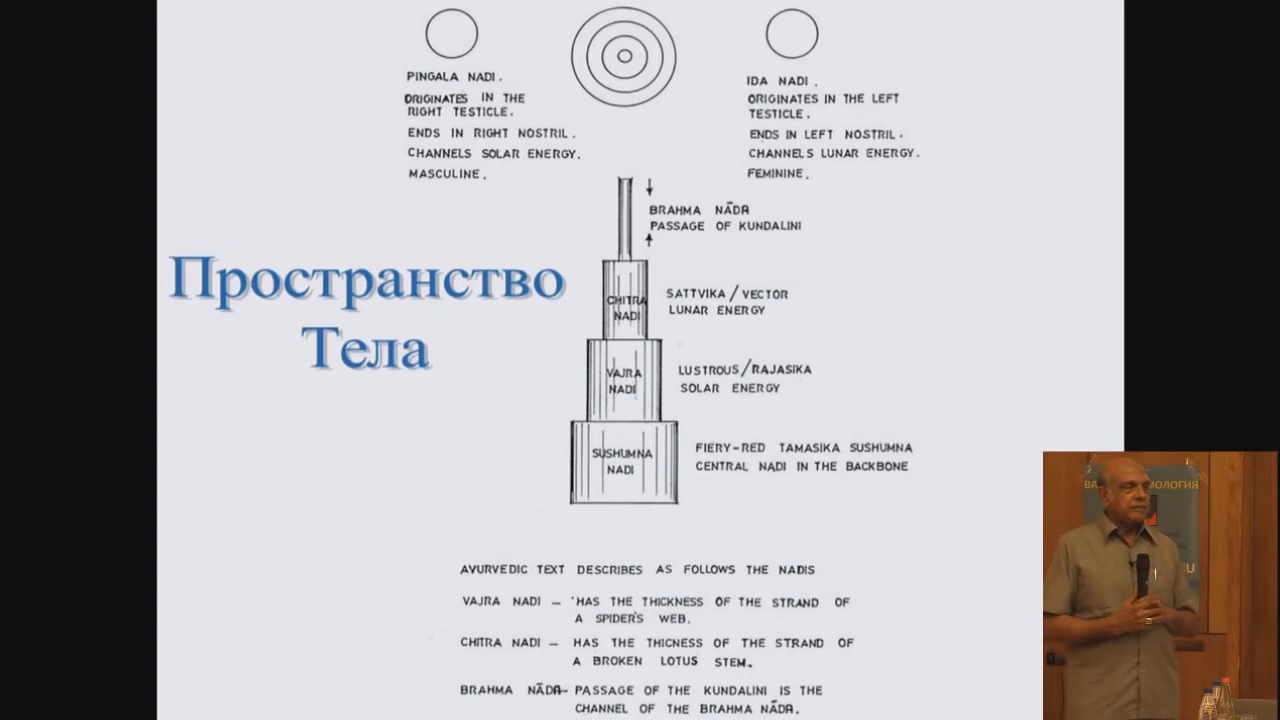 PINGALA NADI.
ORIGINATES IN THE
RIGHT TESTICLE.
ENDS IN RIGHT NOSTRIL.
CHANNELS SOLAR ENERGY.
MASCULINE.
IDA NADI.
ORIGINATES IN THE LEFT
TESTICLE.
ENDS IN LEFT NOSTRIL.
CHANNELS LUNAR ENERGY.
FEMININE.
BRAHMA NĀDA
PASSAGE OF KUNDALINI
Пространство
Тела
CHITRA
NADI
SATTVIKA/VECTOR
LUNAR ENERGY
VAJRA
NADI
LUSTROUS/RAJASIKA
SOLAR ENERGY
SUSHUMNA
NADI
FIERY-RED TAMASIKA SUSHUMNA
CENTRAL NADI IN THE BACKBONE
AYURVEDIC TEXT DESCRIBES AS FOLLOWS THE NADIS
VAJRA NADI – 'HAS THE THICKNESS OF THE STRAND OF
A SPIDER'S WEB.
CHITRA NADI – HAS THE THICNESS OF THE STRAND OF
A BROKEN LOTUS STEM.
BRAHMA NĀDA– PASSAGE OF THE KUNDALINI IS THE
CHANNEL OF THE BRAHMA NĀDA.